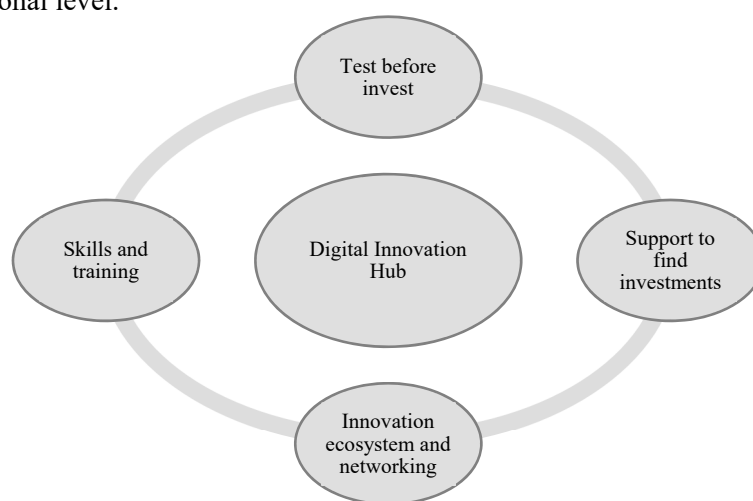 onal level.
Test before
invest
Skills and
training
Digital Innovation
Hub
Support to
find
investments
Innovation
ecosystem and
networking